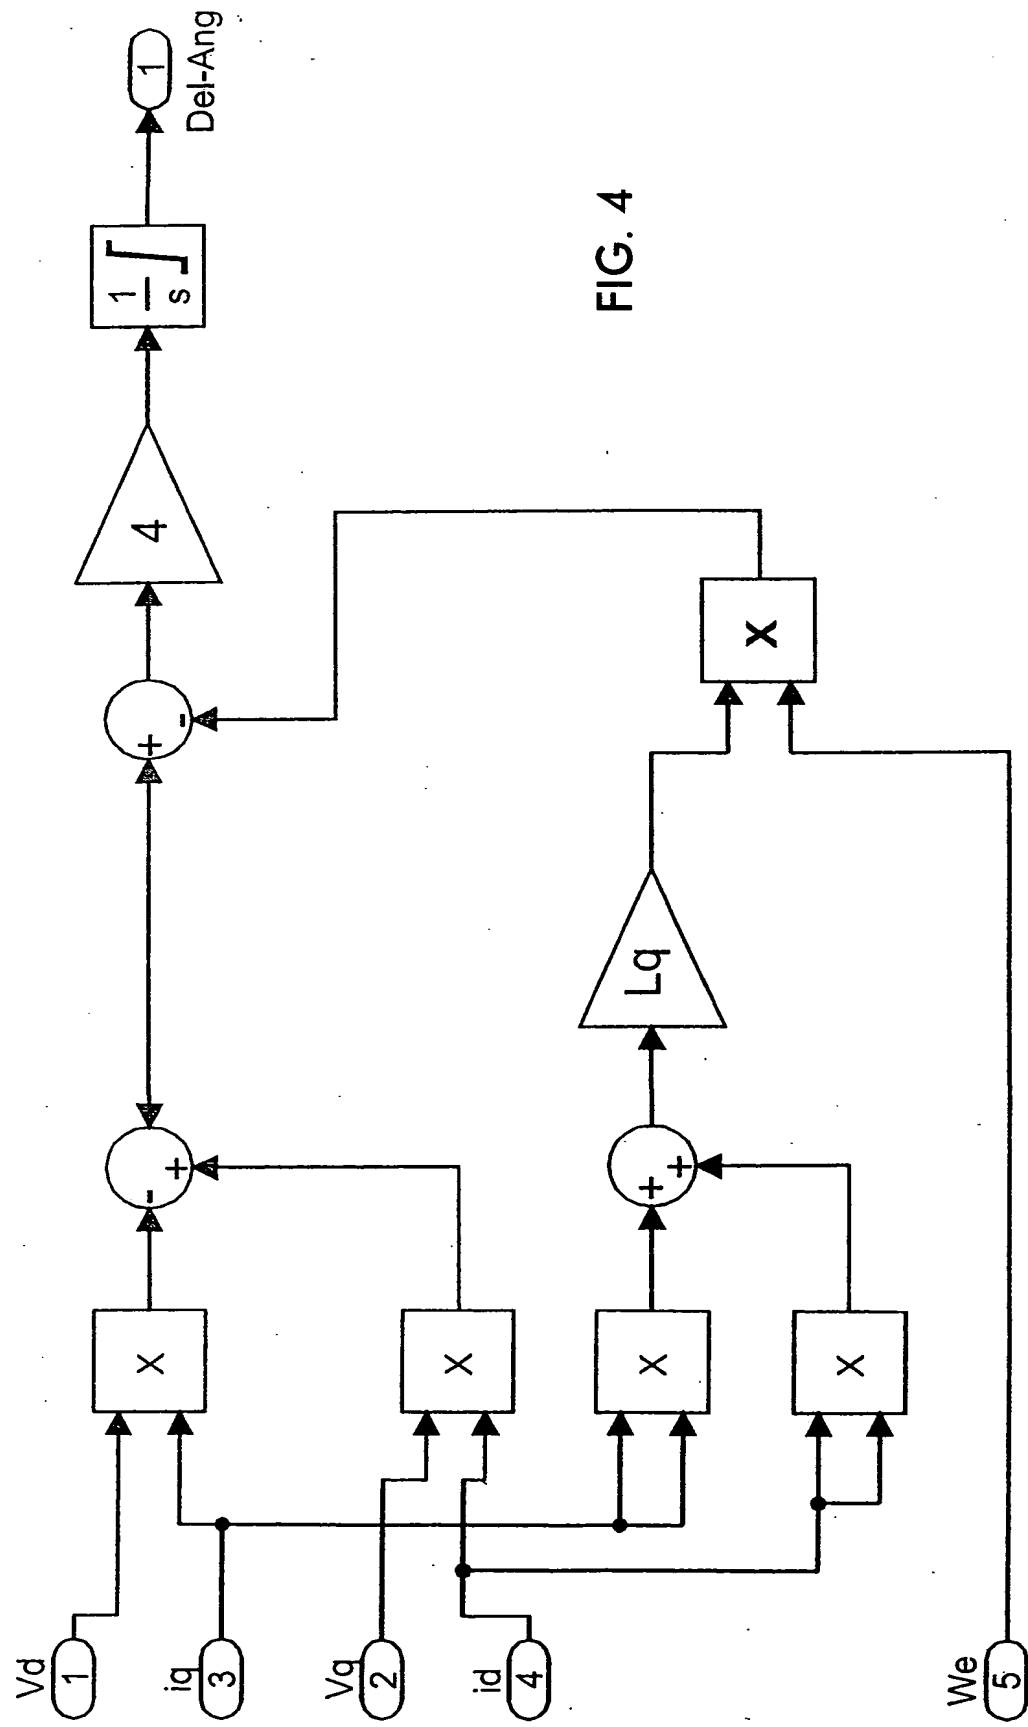 Vd
1
iq
3
Vq
2
id
4
We
5
X
X
X
X
-
+
+
+
Lq
X
+
-
4
1
s
∫
1
Del-Ang
FIG. 4